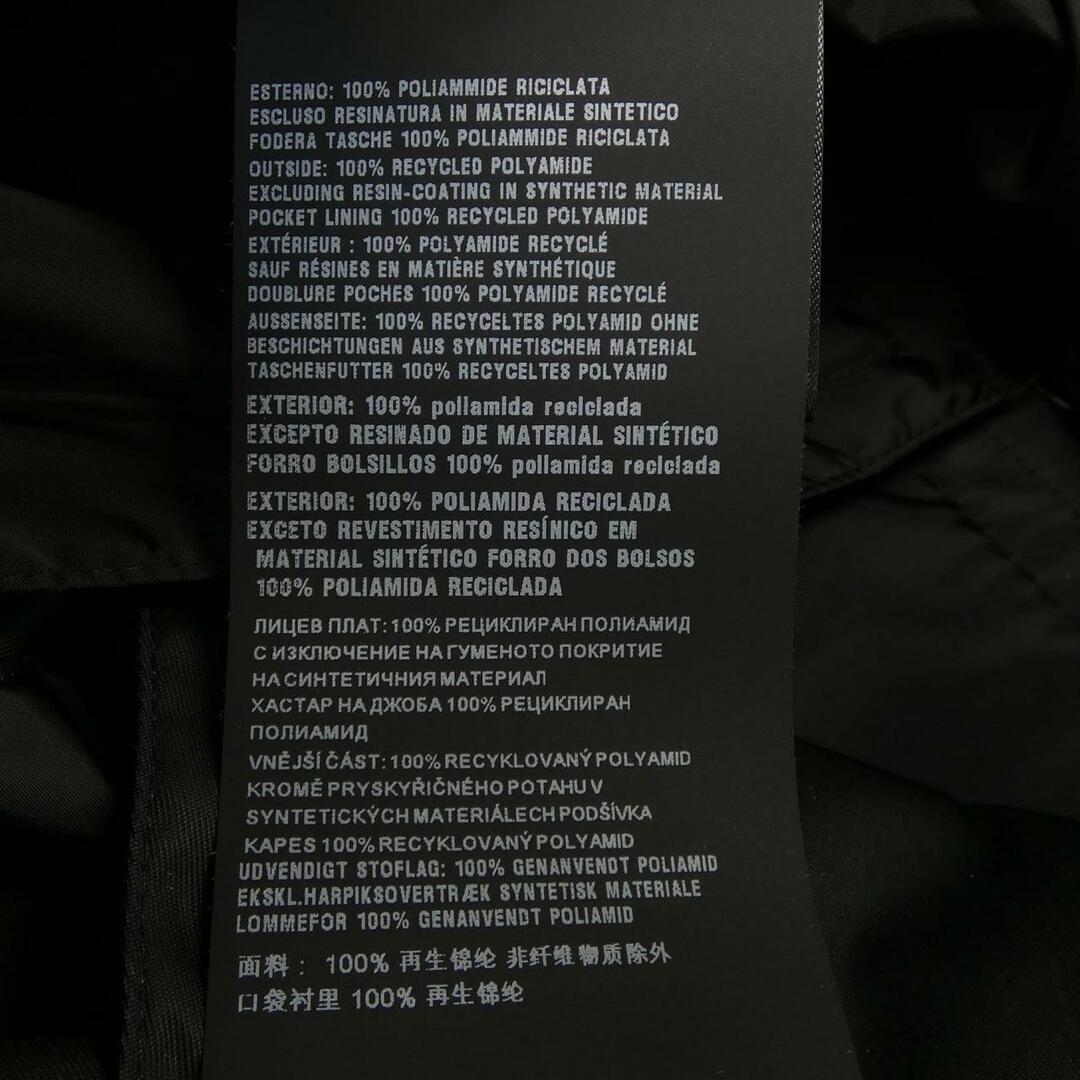 ESTERNO: 100% POLIAMMIDE RICICLATA
ESCLUSO RESINATURA IN MATERIALE SINTETICO
FODERA TASCHE 100% POLIAMMIDE RICICLATA
OUTSIDE: 100% RECYCLED POLYAMIDE
EXCLUDING RESIN-COATING IN SYNTHETIC MATERIAL
POCKET LINING 100% RECYCLED POLYAMIDE
EXTÉRIEUR : 100% POLYAMIDE RECYCLÉ
SAUF RÉSINES EN MATIÈRE SYNTHÉTIQUE
DOUBLURE POCHES 100% POLYAMIDE RECYCLÉ
AUSSENSEITE: 100% RECYCELTES POLYAMID OHNE
BESCHICHTUNGEN AUS SYNTHETISCHEM MATERIAL
TASCHENFUTTER 100% RECYCELTES POLYAMID
EXTERIOR: 100% poliamida reciclada
EXCEPTO RESINADO DE MATERIAL SINTÉTICO
FORRO BOLSILLOS 100% poliamida reciclada
EXTERIOR: 100% POLIAMIDA RECICLADA
EXCETO REVESTIMENTO RESÍNICO EM
MATERIAL SINTÉTICO FORRO DOS BOLSOS
100% POLIAMIDA RECICLADA
ЛИЦЕВ ПЛАТ: 100% РЕЦИКЛИРАН ПОЛИАМИД
С ИЗКЛЮЧЕНИЕ НА ГУМЕНОТО ПОКРИТИЕ
НА СИНТЕТИЧНИЯ МАТЕРИАЛ
ХАСТАР НА ДЖОБА 100% РЕЦИКЛИРАН
ПОЛИАМИД
VNĚJŠÍ ČÁST: 100% RECYKLOVANÝ POLYAMID
KROMĚ PRYSKYŘIČNÉHO POTAHU V
SYNTETICKÝCH MATERIÁLECH PODŠÍVKA
KAPES 100% RECYKLOVANÝ POLYAMID
UDVENDIGT STOFLAG: 100% GENANVENDT POLIAMID
EKSKL.HARPIKSOVERTRÆK SYNTETISK MATERIALE
LOMMEFOR 100% GENANVENDT POLIAMID
面料： 100% 再生锦纶 非纤维物质除外
口袋衬里 100% 再生锦纶